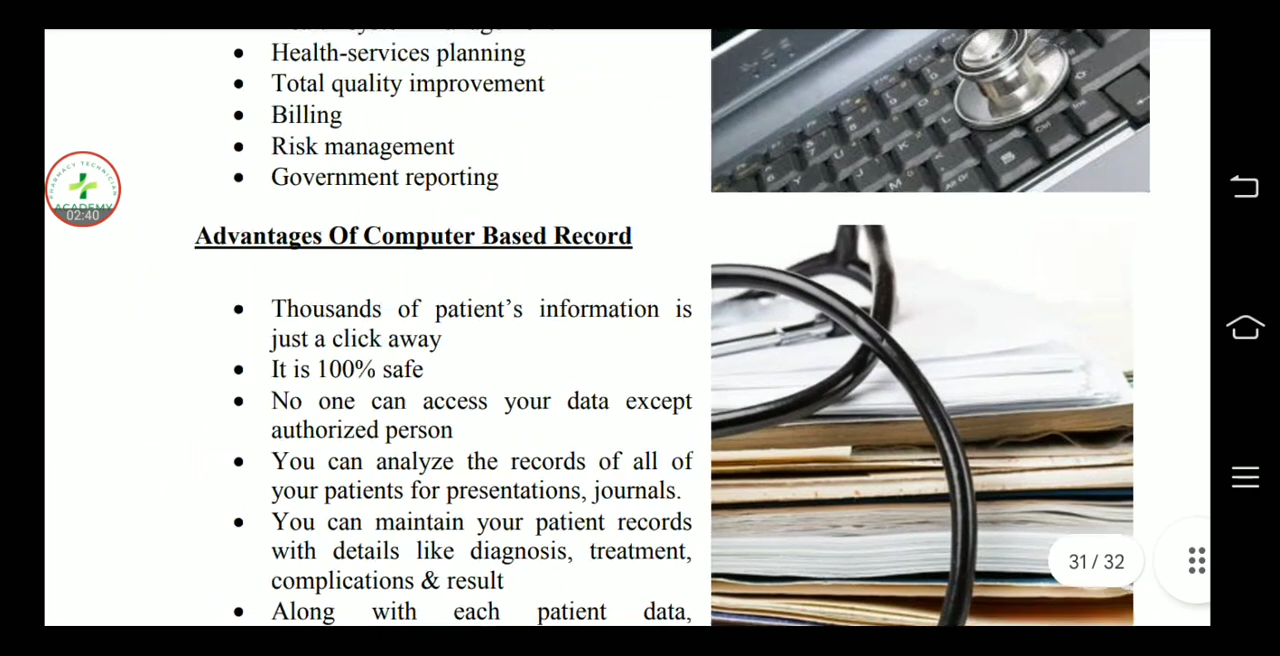 Health-services planning
Total quality improvement
Billing
Risk management
Government reporting
PHARMACY TECHNICIAN
ACADEMY
02:40
Advantages Of Computer Based Record
Thousands of patient's information is
just a click away
It is 100% safe
No one can access your data except
authorized person
You can analyze the records of all of
your patients for presentations, journals.
You can maintain your patient records
with details like diagnosis, treatment,
complications & result
Along with each patient data,
31 / 32